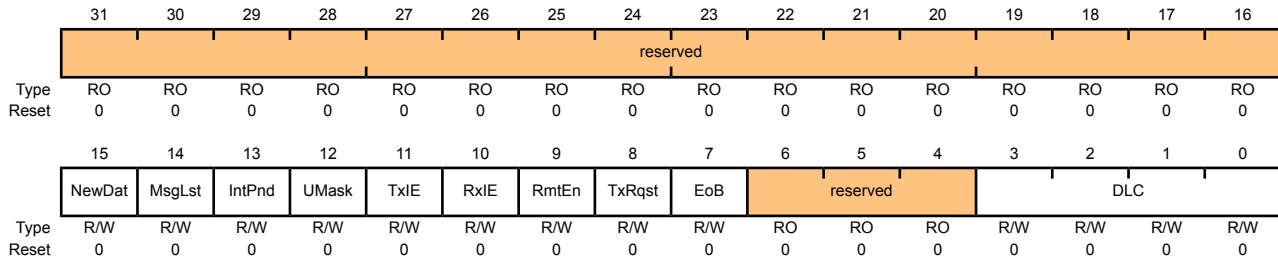 31 30 29 28 27 26 25 24 23 22 21 20 19 18 17 16
reserved
Type RO RO RO RO RO RO RO RO RO RO RO RO RO RO RO RO
Reset 0 0 0 0 0 0 0 0 0 0 0 0 0 0 0 0
15 14 13 12 11 10 9 8 7 6 5 4 3 2 1 0
NewDat MsgLst IntPnd UMask TxIE RxIE RmtEn TxRqst EoB reserved DLC
Type R/W R/W R/W R/W R/W R/W R/W R/W R/W RO RO RO R/W R/W R/W R/W
Reset 0 0 0 0 0 0 0 0 0 0 0 0 0 0 0 0